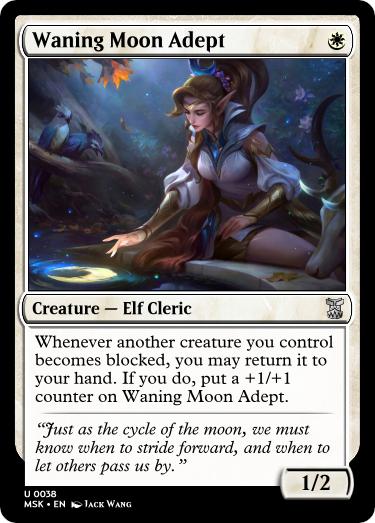 Waning Moon Adept
Creature — Elf Cleric
Whenever another creature you control
becomes blocked, you may return it to
your hand. If you do, put a +1/+1
counter on Waning Moon Adept.
“Just as the cycle of the moon, we must
know when to stride forward, and when to
let others pass us by.”
1/2
U 0038
MSK • EN Jack Wang